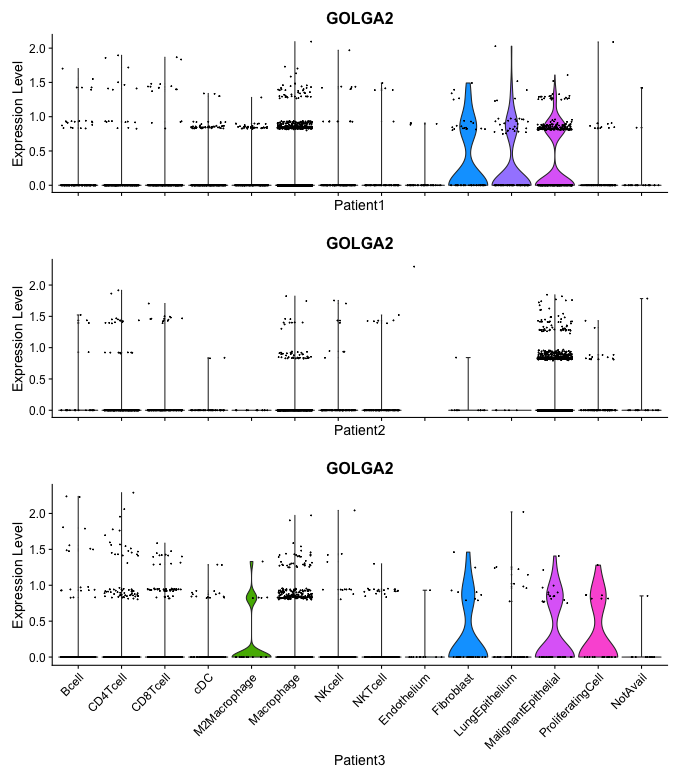 GOLGA2
Expression Level
2.0
1.5
1.0
0.5
0.0
Patient1
GOLGA2
Expression Level
2.0
1.5
1.0
0.5
0.0
Patient2
GOLGA2
Expression Level
2.0
1.5
1.0
0.5
0.0
Bcell
CD4Tcell
CD8Tcell
cDC
M2Macrophage
Macrophage
NKcell
NKTcell
Endothelium
Fibroblast
LungEpithelium
MalignantEpithelial
ProliferatingCell
NotAvail
Patient3